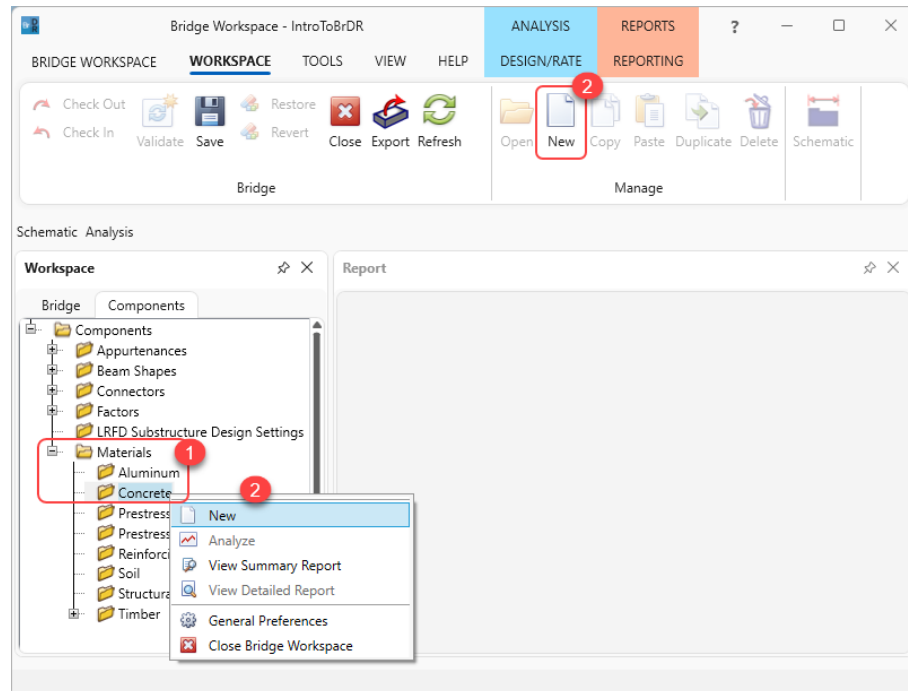 Bridge Workspace - IntroToBrDR
ANALYSIS
REPORTS
?
BRIDGE WORKSPACE
WORKSPACE
TOOLS
VIEW
HELP
DESIGN/RATE
REPORTING
2
Check Out
Check In
Validate
Save
Restore
Revert
Close
Export
Refresh
Open
New
Copy
Paste
Duplicate
Delete
Schematic
Bridge
Manage
Schematic Analysis
Workspace
Report
Bridge
Components
Components
Appurtenances
Beam Shapes
Connectors
Factors
LRFD Substructure Design Settings
Materials
1
Aluminum
Concrete
2
Prestress
Prestress
Reinforci
Soil
Structura
Timber
New
Analyze
View Summary Report
View Detailed Report
General Preferences
Close Bridge Workspace